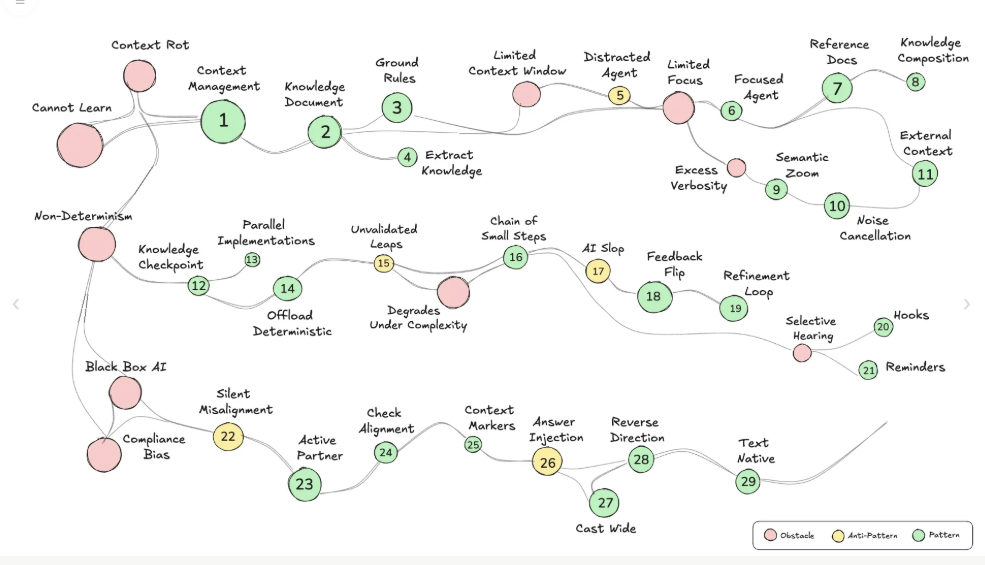 Context Rot
Cannot Learn
Context
Management
1
Knowledge
Document
2
Ground
Rules
3
4
Extract
Knowledge
Limited
Context Window
Distracted
Agent
5
Limited
Focus
6
Focused
Agent
Reference
Docs
7
Knowledge
Composition
8
Excess
Verbosity
Semantic
Zoom
9
10
Noise
Cancellation
External
Context
11
Non-Determinism
Knowledge
Checkpoint
12
Parallel
Implementations
13
14
Offload
Deterministic
Unvalidated
Leaps
15
Degrades
Under Complexity
Chain of
Small Steps
16
AI Slop
17
Feedback
Flip
18
Refinement
Loop
19
Selective
Hearing
20
Hooks
21
Reminders
Black Box AI
Compliance
Bias
Silent
Misalignment
22
Active
Partner
23
Check
Alignment
24
Context
Markers
25
Answer
Injection
26
27
Cast Wide
Reverse
Direction
28
Text
Native
29
Obstacle
Anti-Pattern
Pattern